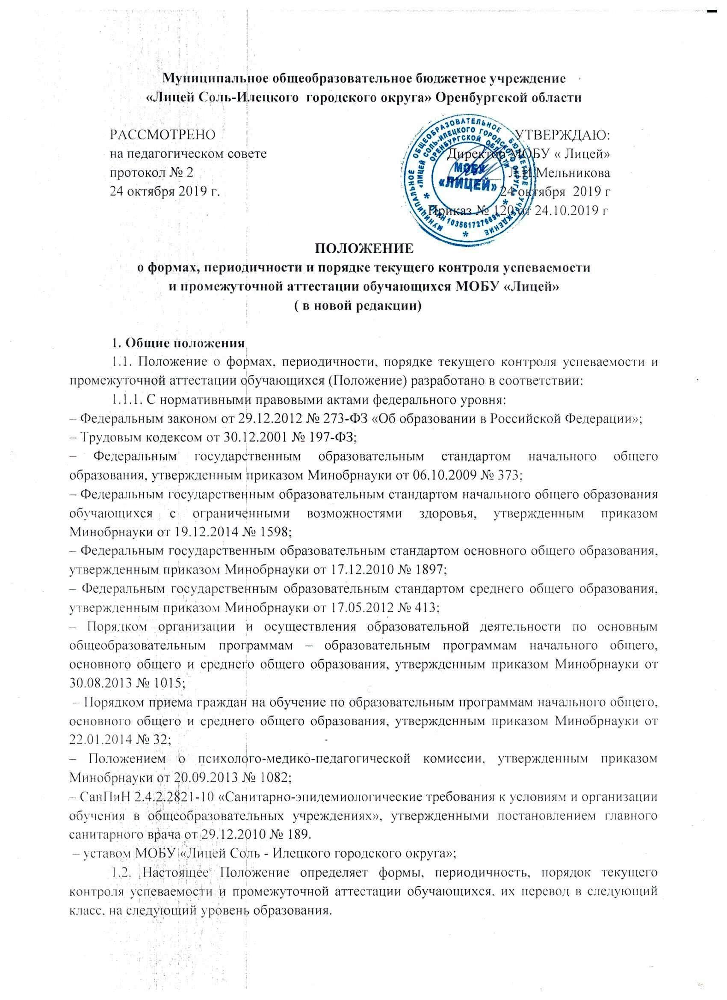 Муниципальное общеобразовательное бюджетное учреждение
«Лицей Соль-Илецкого городского округа» Оренбургской области
РАССМОТРЕНО
на педагогическом совете
протокол № 2
24 октября 2019 г.
УТВЕРЖДАЮ:
Директор МОБУ « Лицей»
Л.И.Мельникова
24 октября 2019 г
Приказ № 120 от 24.10.2019 г
МУНИЦИПАЛЬНОЕ ОБЩЕОБРАЗОВАТЕЛЬНОЕ БЮДЖЕТНОЕ УЧРЕЖДЕНИЕ
«ЛИЦЕЙ СОЛЬ-ИЛЕЦКОГО ГОРОДСКОГО ОКРУГА»
ОРЕНБУРГСКОЙ ОБЛАСТИ
МОБУ
«ЛИЦЕЙ»
ОГРН 1035617276694
ПОЛОЖЕНИЕ
о формах, периодичности и порядке текущего контроля успеваемости
и промежуточной аттестации обучающихся МОБУ «Лицей»
( в новой редакции)
1. Общие положения
1.1. Положение о формах, периодичности, порядке текущего контроля успеваемости и
промежуточной аттестации обучающихся (Положение) разработано в соответствии:
1.1.1. С нормативными правовыми актами федерального уровня:
– Федеральным законом от 29.12.2012 № 273-ФЗ «Об образовании в Российской Федерации»;
– Трудовым кодексом от 30.12.2001 № 197-ФЗ;
– Федеральным государственным образовательным стандартом начального общего
образования, утвержденным приказом Минобрнауки от 06.10.2009 № 373;
– Федеральным государственным образовательным стандартом начального общего образования
обучающихся с ограниченными возможностями здоровья, утвержденным приказом
Минобрнауки от 19.12.2014 № 1598;
– Федеральным государственным образовательным стандартом основного общего образования,
утвержденным приказом Минобрнауки от 17.12.2010 № 1897;
– Федеральным государственным образовательным стандартом среднего общего образования,
утвержденным приказом Минобрнауки от 17.05.2012 № 413;
– Порядком организации и осуществления образовательной деятельности по основным
общеобразовательным программам – образовательным программам начального общего,
основного общего и среднего общего образования, утвержденным приказом Минобрнауки от
30.08.2013 № 1015;
– Порядком приема граждан на обучение по образовательным программам начального общего,
основного общего и среднего общего образования, утвержденным приказом Минобрнауки от
22.01.2014 № 32;
– Положением о психолого-медико-педагогической комиссии, утвержденным приказом
Минобрнауки от 20.09.2013 № 1082;
– СанПиН 2.4.2.2821-10 «Санитарно-эпидемиологические требования к условиям и организации
обучения в общеобразовательных учреждениях», утвержденными постановлением главного
санитарного врача от 29.12.2010 № 189.
– уставом МОБУ «Лицей Соль - Илецкого городского округа»;
1.2. Настоящее Положение определяет формы, периодичность, порядок текущего
контроля успеваемости и промежуточной аттестации обучающихся, их перевод в следующий
класс, на следующий уровень образования.